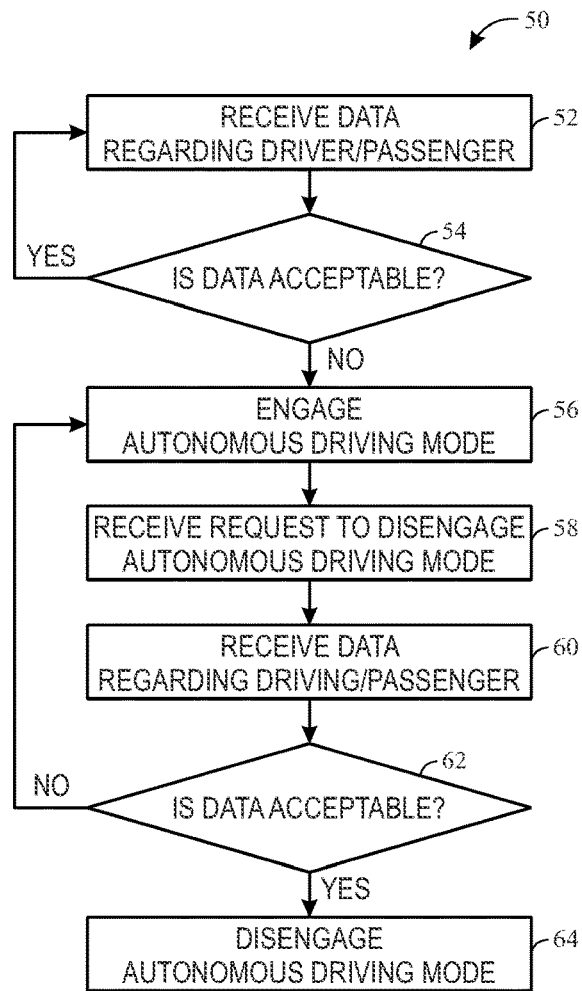 50
RECEIVE DATA
REGARDING DRIVER/PASSENGER
52
54
YES
IS DATA ACCEPTABLE?
NO
ENGAGE
AUTONOMOUS DRIVING MODE
56
RECEIVE REQUEST TO DISENGAGE
AUTONOMOUS DRIVING MODE
58
RECEIVE DATA
REGARDING DRIVING/PASSENGER
60
62
NO
IS DATA ACCEPTABLE?
YES
DISENGAGE
AUTONOMOUS DRIVING MODE
64